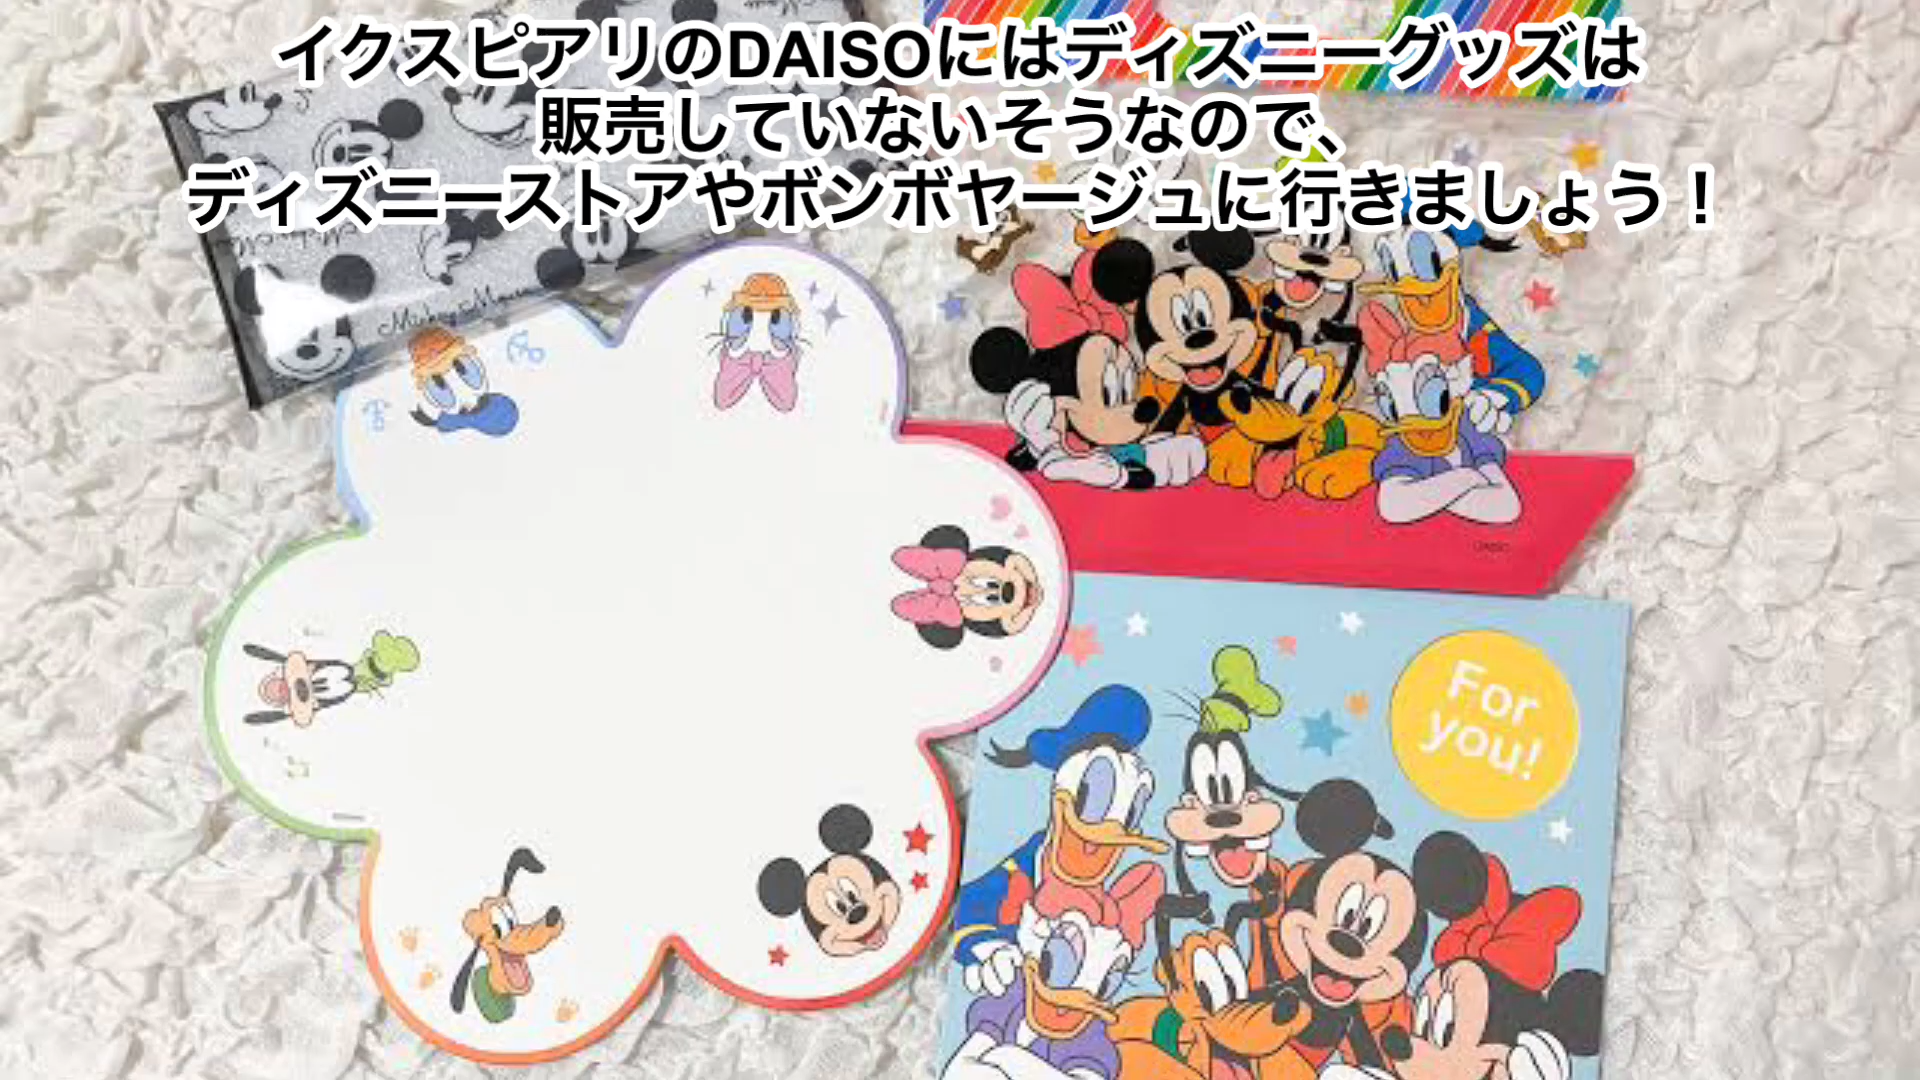 イクスピアリのDAISOにはディズニーグッズは
販売していないそうなので、
ディズニーストアやボンボヤージュに行きましょう！
Mickey Mouse
For
you!